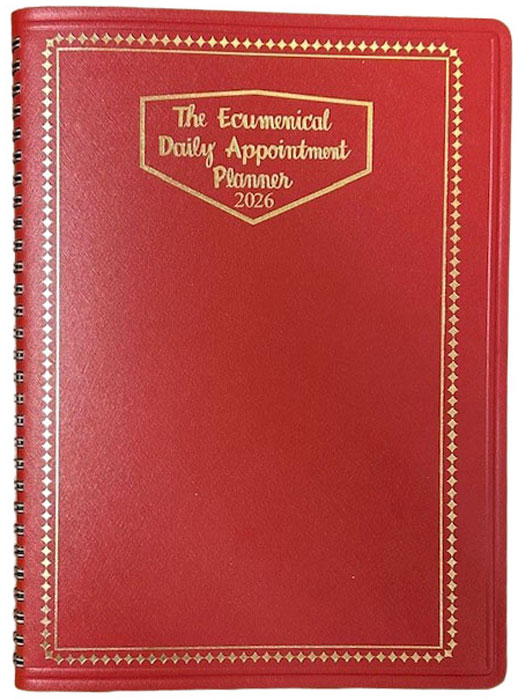 The Ecumenical
Daily Appointment
Planner
2026